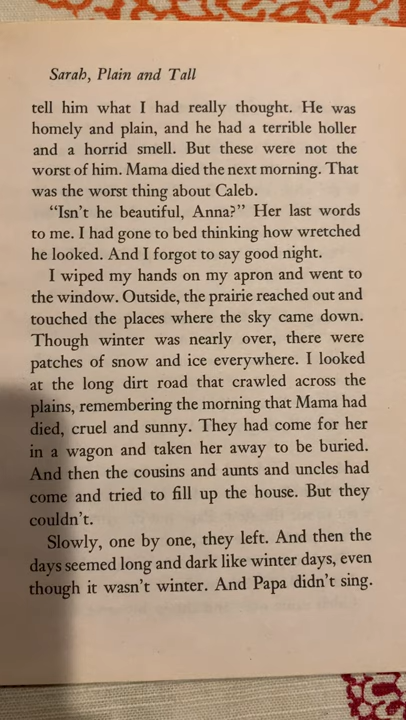 Sarah, Plain and Tall
tell him what I had really thought. He was
homely and plain, and he had a terrible holler
and a horrid smell. But these were not the
worst of him. Mama died the next morning. That
was the worst thing about Caleb.
“Isn’t he beautiful, Anna?” Her last words
to me. I had gone to bed thinking how wretched
he looked. And I forgot to say good night.
I wiped my hands on my apron and went to
the window. Outside, the prairie reached out and
touched the places where the sky came down.
Though winter was nearly over, there were
patches of snow and ice everywhere. I looked
at the long dirt road that crawled across the
plains, remembering the morning that Mama had
died, cruel and sunny. They had come for her
in a wagon and taken her away to be buried.
And then the cousins and aunts and uncles had
come and tried to fill up the house. But they
couldn’t.
Slowly, one by one, they left. And then the
days seemed long and dark like winter days, even
though it wasn’t winter. And Papa didn’t sing.